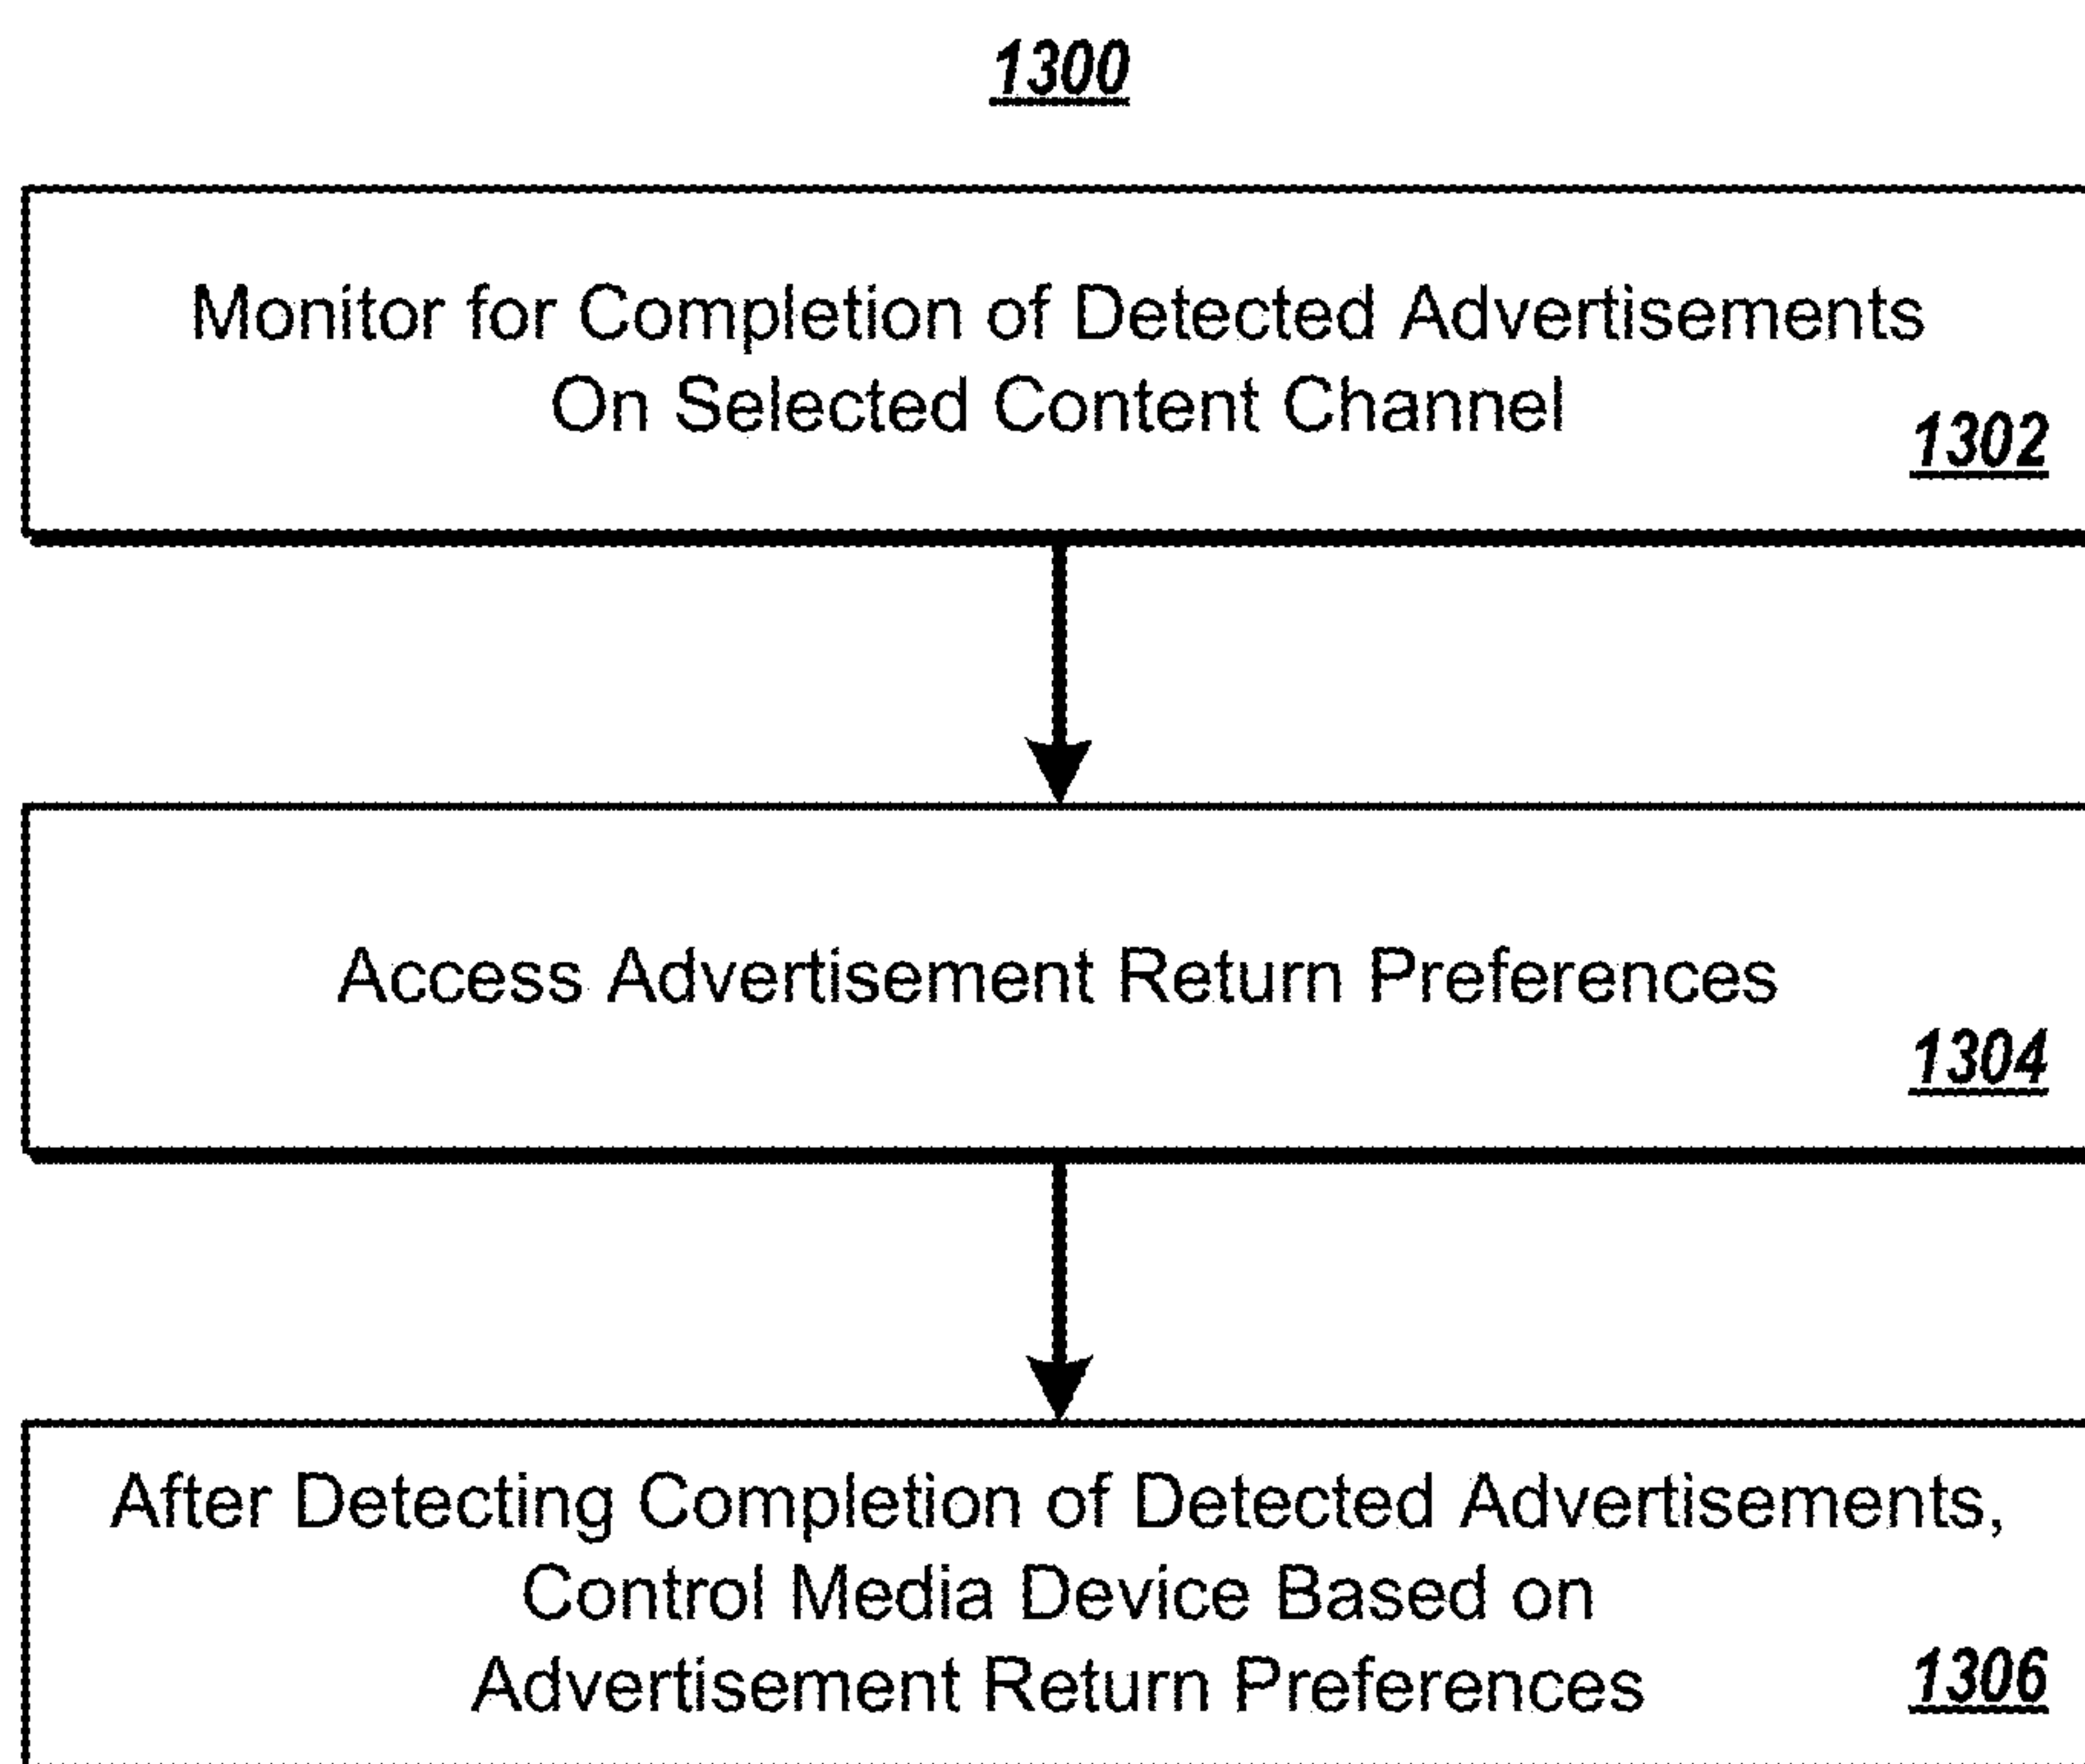 1300
Monitor for Completion of Detected Advertisements
On Selected Content Channel
1302
Access Advertisement Return Preferences
1304
After Detecting Completion of Detected Advertisements,
Control Media Device Based on
Advertisement Return Preferences
1306